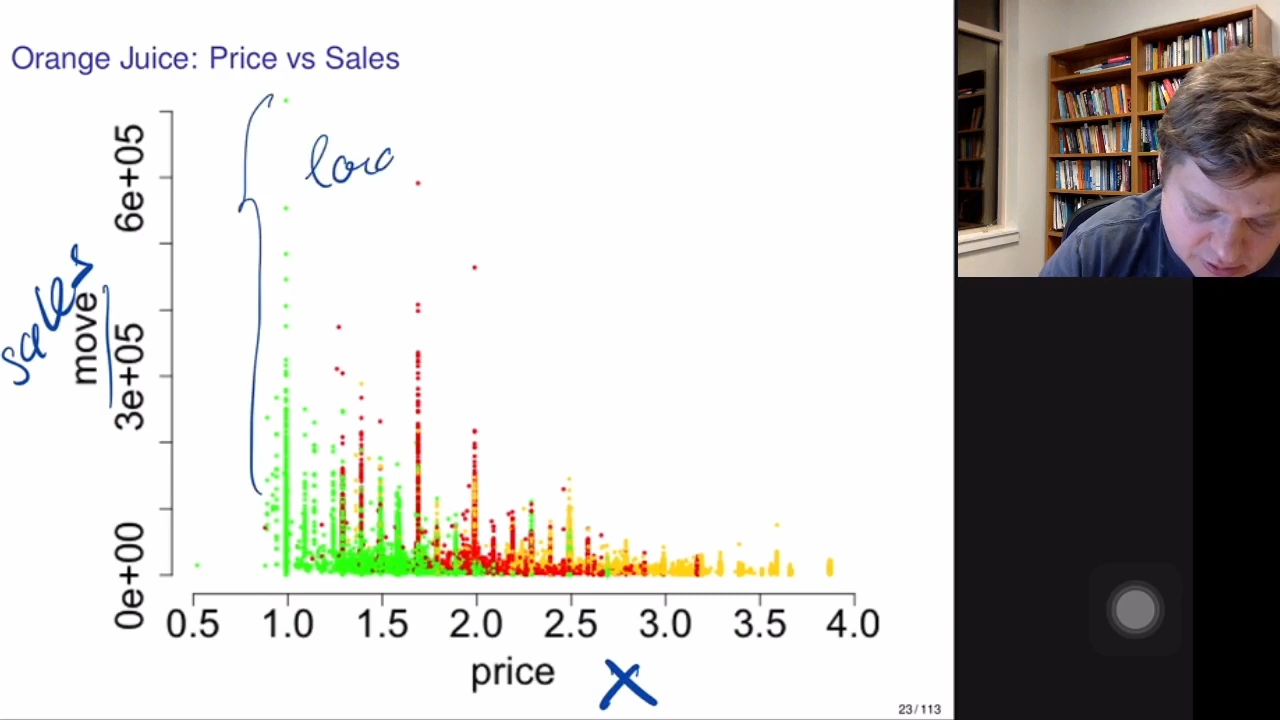 Orange Juice: Price vs Sales
low
sales
move
0e+00 3e+05 6e+05
0.5 1.0 1.5 2.0 2.5 3.0 3.5 4.0
price X
23/113